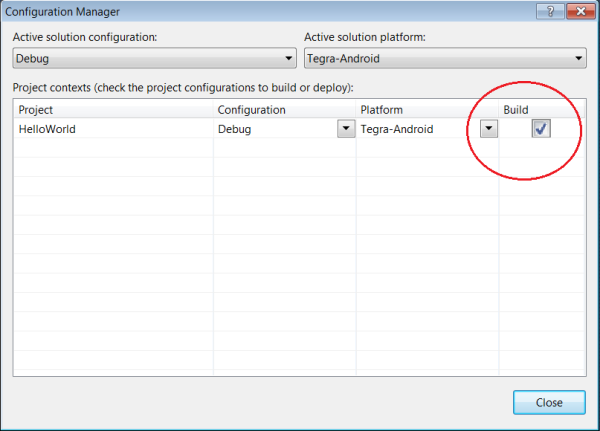 Configuration Manager
Active solution configuration: Active solution platform:
Debug Tegra-Android
Project contexts (check the project configurations to build or deploy):
Project Configuration Platform Build
HelloWorld Debug Tegra-Android
Close